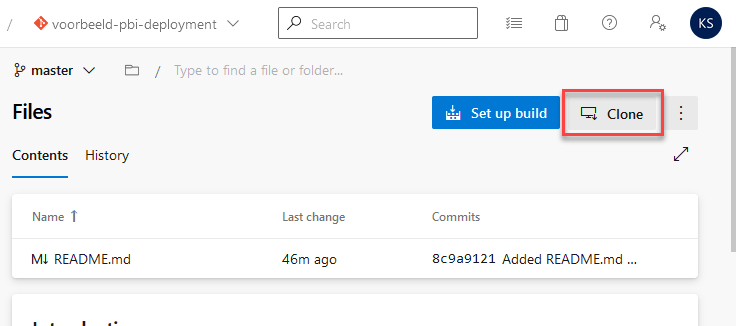 / voorbeeld-pbi-deployment Search KS
master / Type to find a file or folder...
Files Set up build Clone
Contents History
Name Last change Commits
M↓ README.md 46m ago 8c9a9121 Added README.md ...